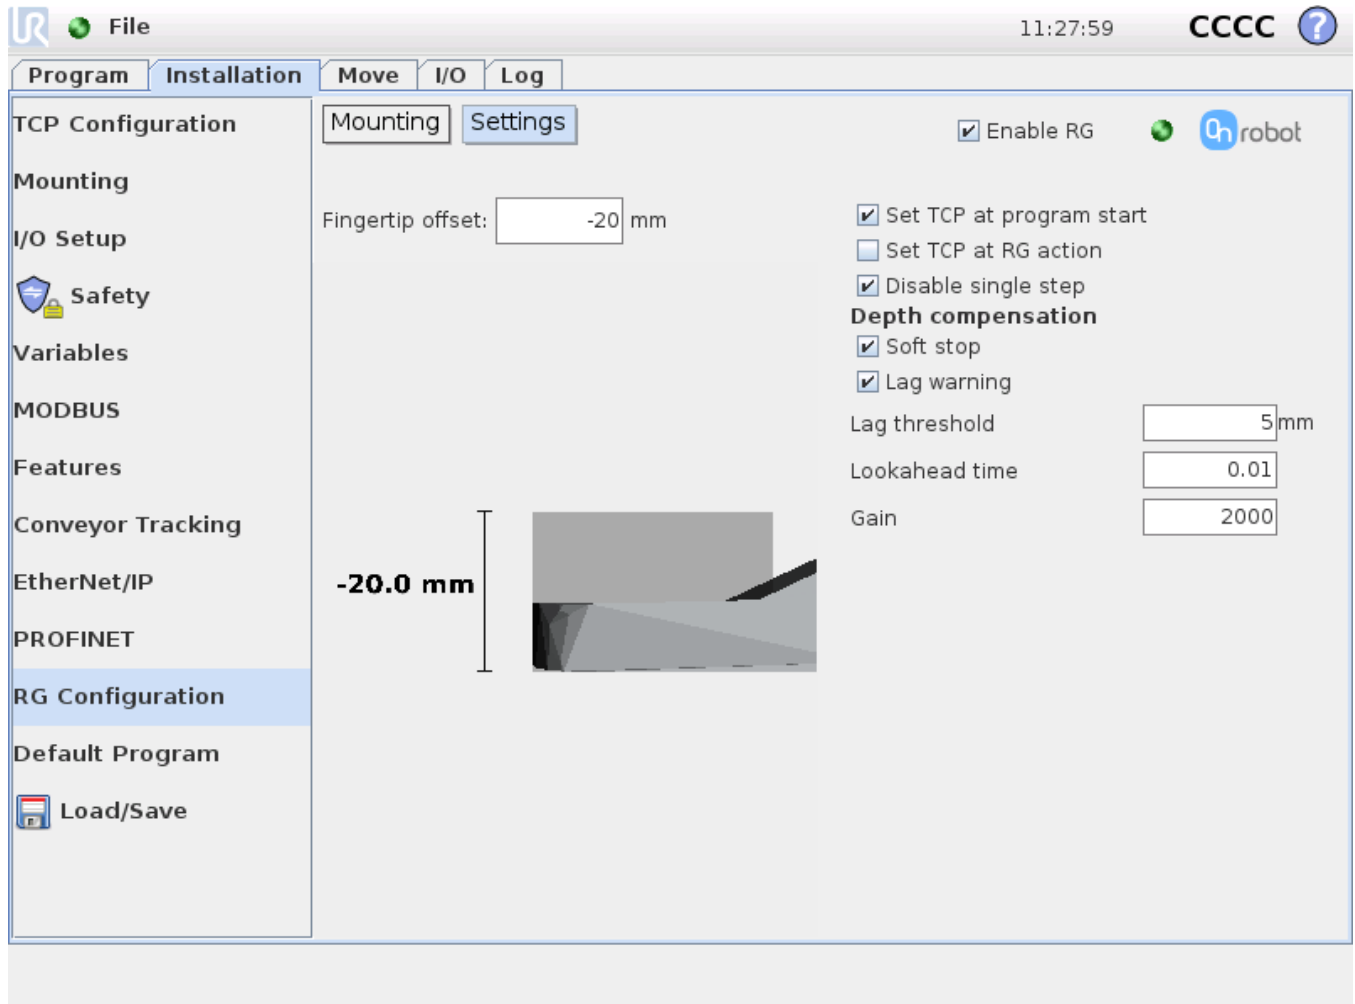 UR File 11:27:59 CCCC ?
Program Installation Move I/O Log
TCP Configuration
Mounting
I/O Setup
Safety
Variables
MODBUS
Features
Conveyor Tracking
EtherNet/IP
PROFINET
RG Configuration
Default Program
Load/Save
Mounting Settings
Enable RG
On robot
Fingertip offset: -20 mm
-20.0 mm
Set TCP at program start
Set TCP at RG action
Disable single step
Depth compensation
Soft stop
Lag warning
Lag threshold 5 mm
Lookahead time 0.01
Gain 2000